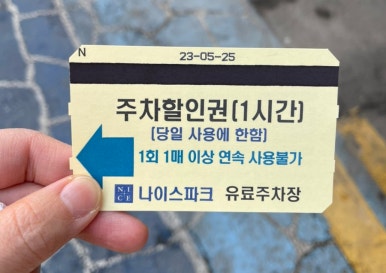 N
23-05-25
주차할인권(1시간)
(당일 사용에 한함)
1회 1매 이상 연속 사용불가
NICE 나이스파크 유료주차장